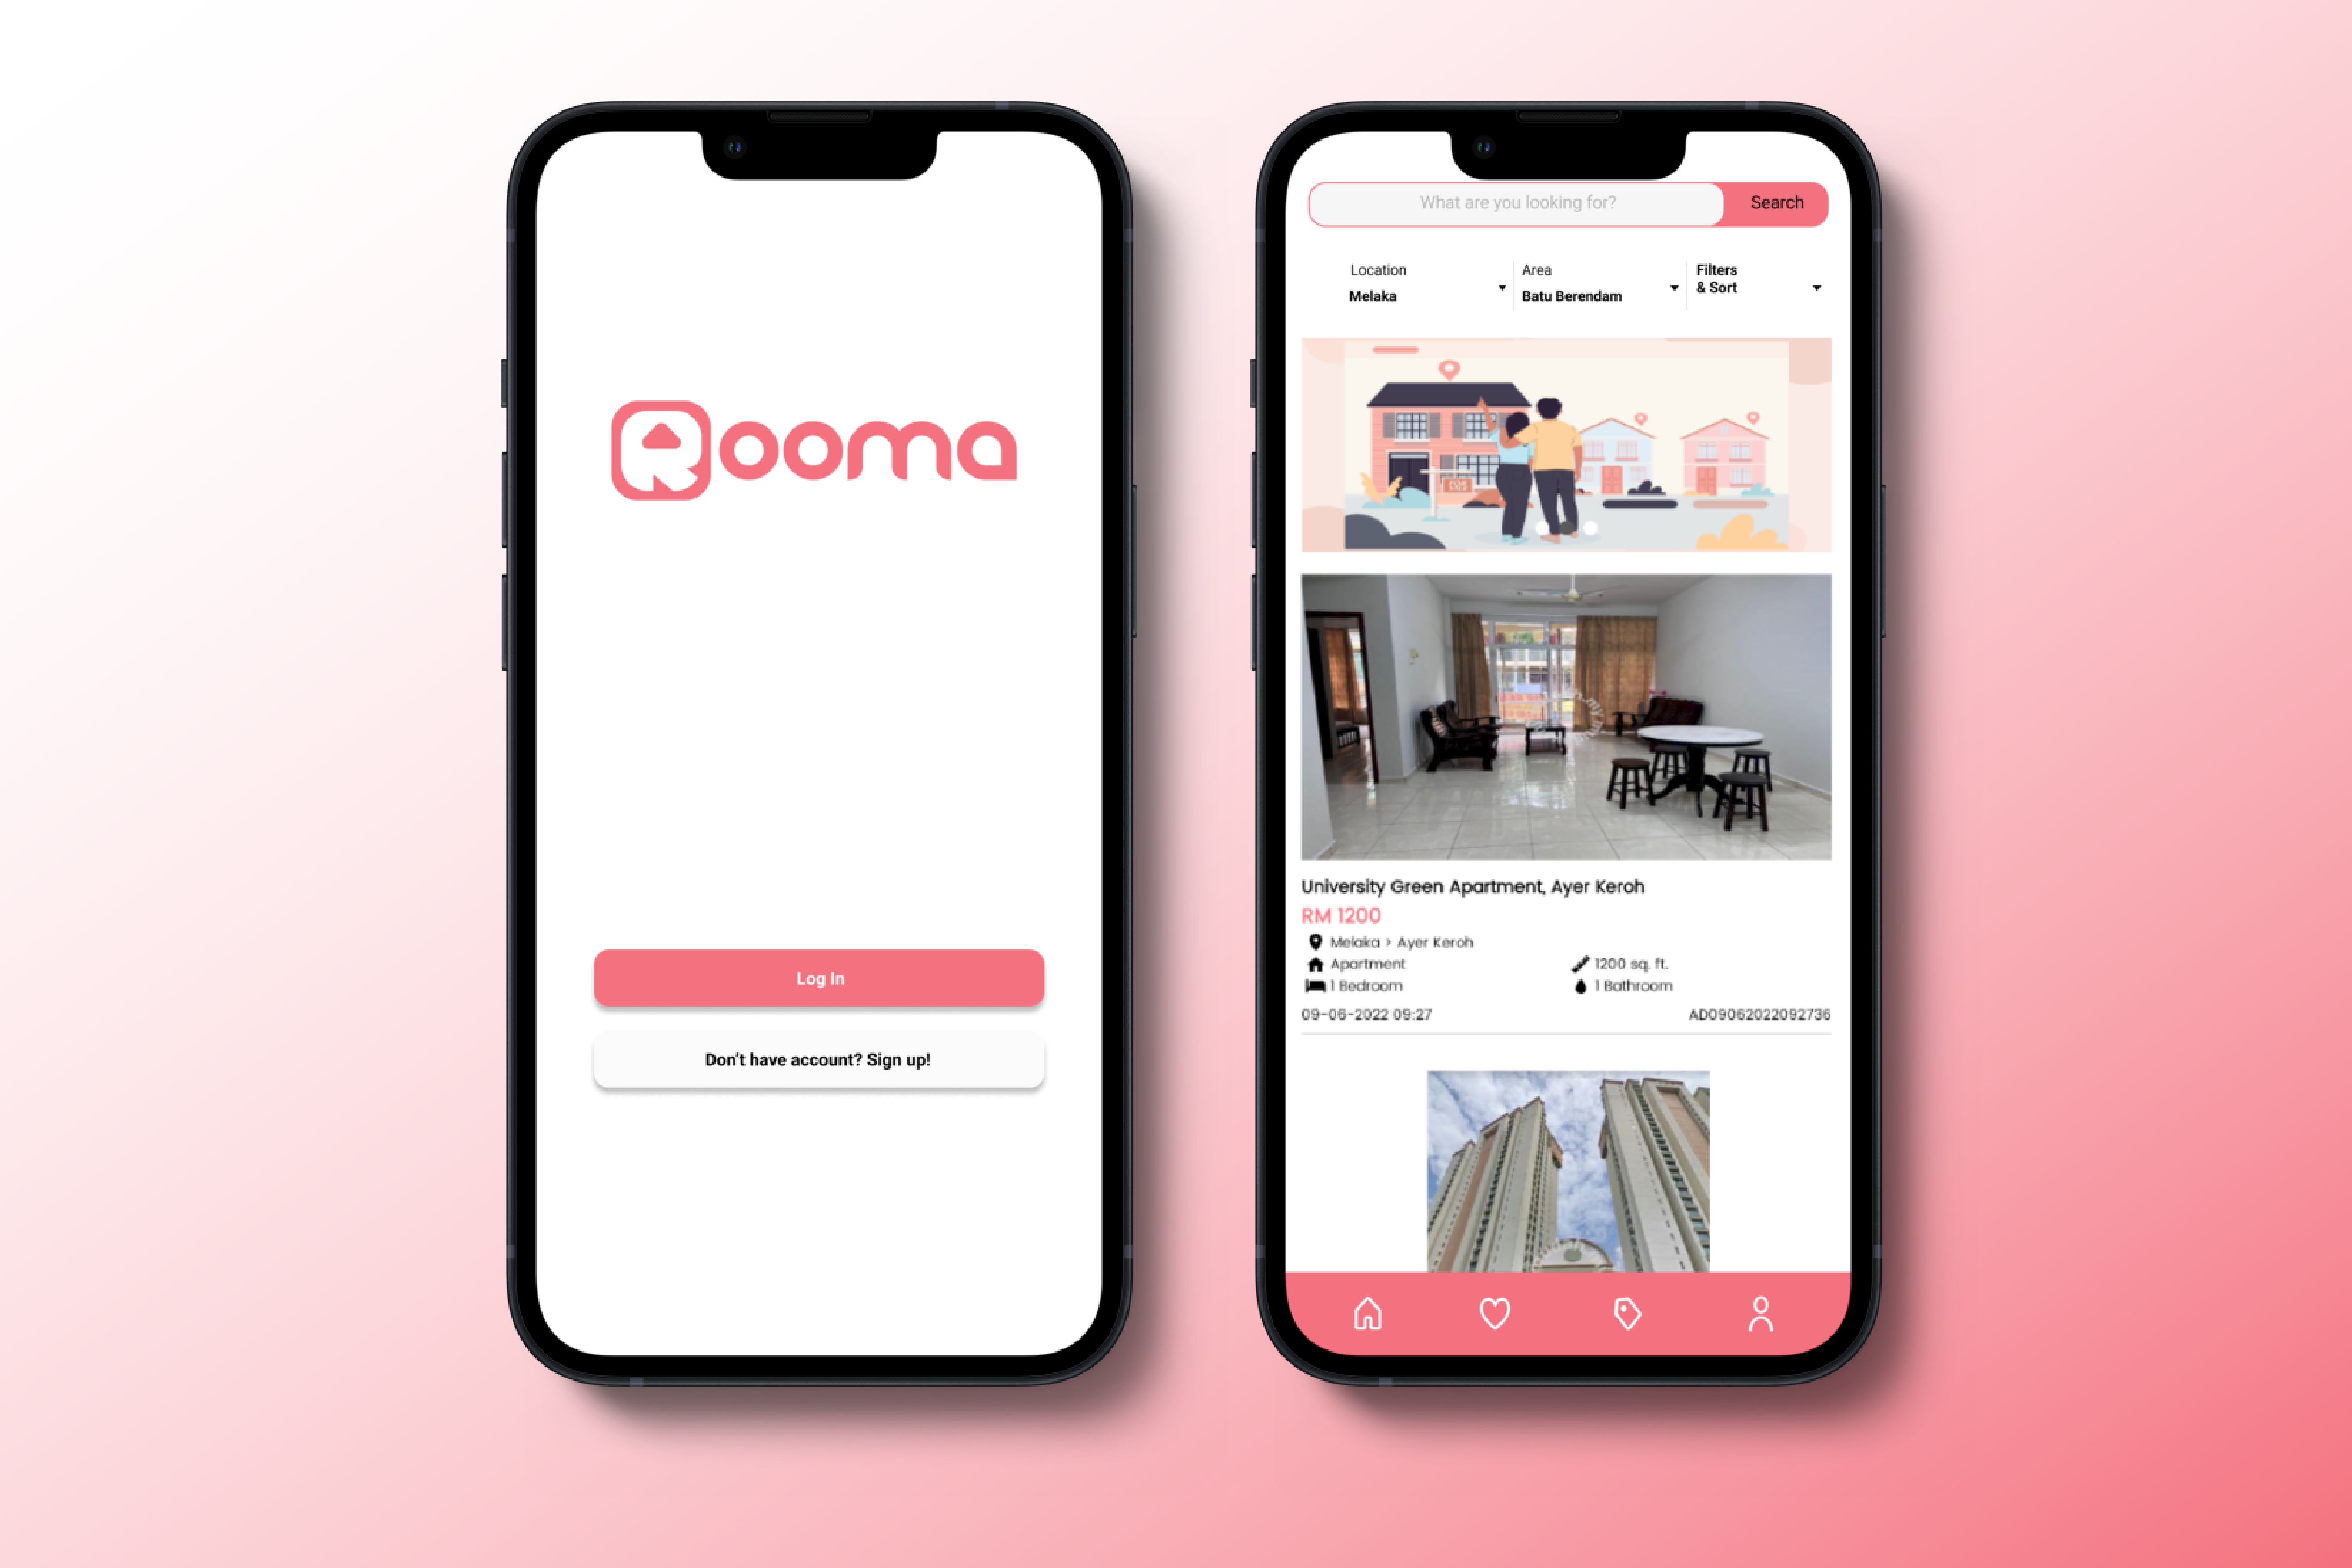 Rooma
Log In
Don't have account? Sign up!
What are you looking for?
Search
Location
Melaka
Area
Batu Berendam
Filters
& Sort
University Green Apartment, Ayer Keroh
RM 1200
Melaka > Ayer Keroh
Apartment
1200 sq. ft.
1 Bedroom
1 Bathroom
09-06-2022 09:27
AD09062022092736